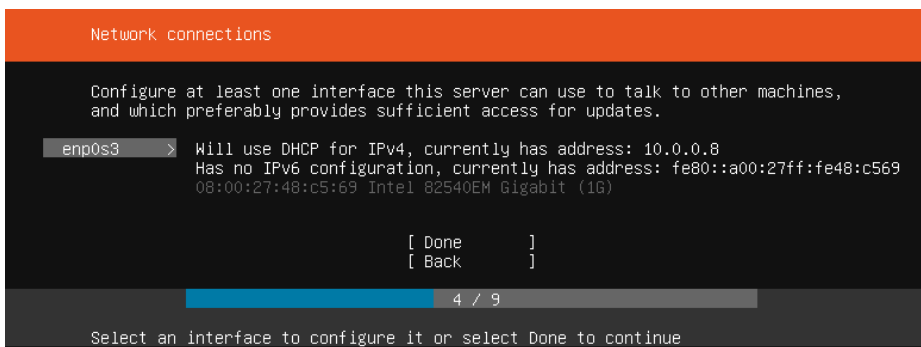 Network connections
Configure at least one interface this server can use to talk to other machines,
and which preferably provides sufficient access for updates.
enp0s3 > Will use DHCP for IPv4, currently has address: 10.0.0.8
Has no IPv6 configuration, currently has address: fe80::a00:27ff:fe48:c569
08:00:27:48:c5:69 Intel 82540EM Gigabit (1G)
[ Done ]
[ Back ]
4 / 9
Select an interface to configure it or select Done to continue